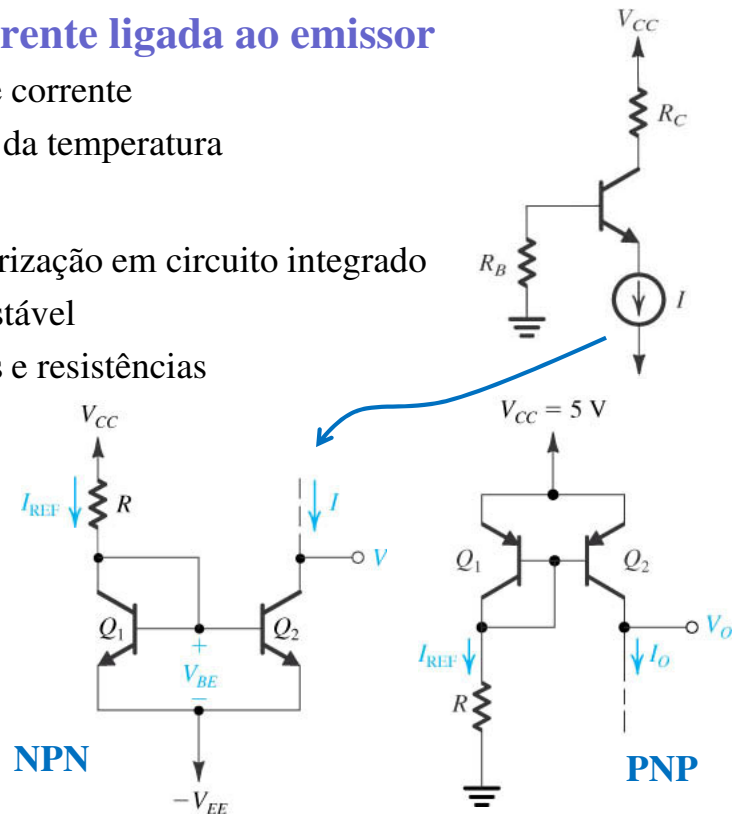 rente ligada ao emissor
e corrente
da temperatura
rização em circuito integrado
stável
s e resistências
V_CC
R_C
R_B
I
V_CC
I_REF
R
I
V
Q_1
Q_2
+
V_BE
−
NPN
−V_EE
V_CC = 5 V
Q_1
Q_2
V_O
I_REF
I_O
R
PNP